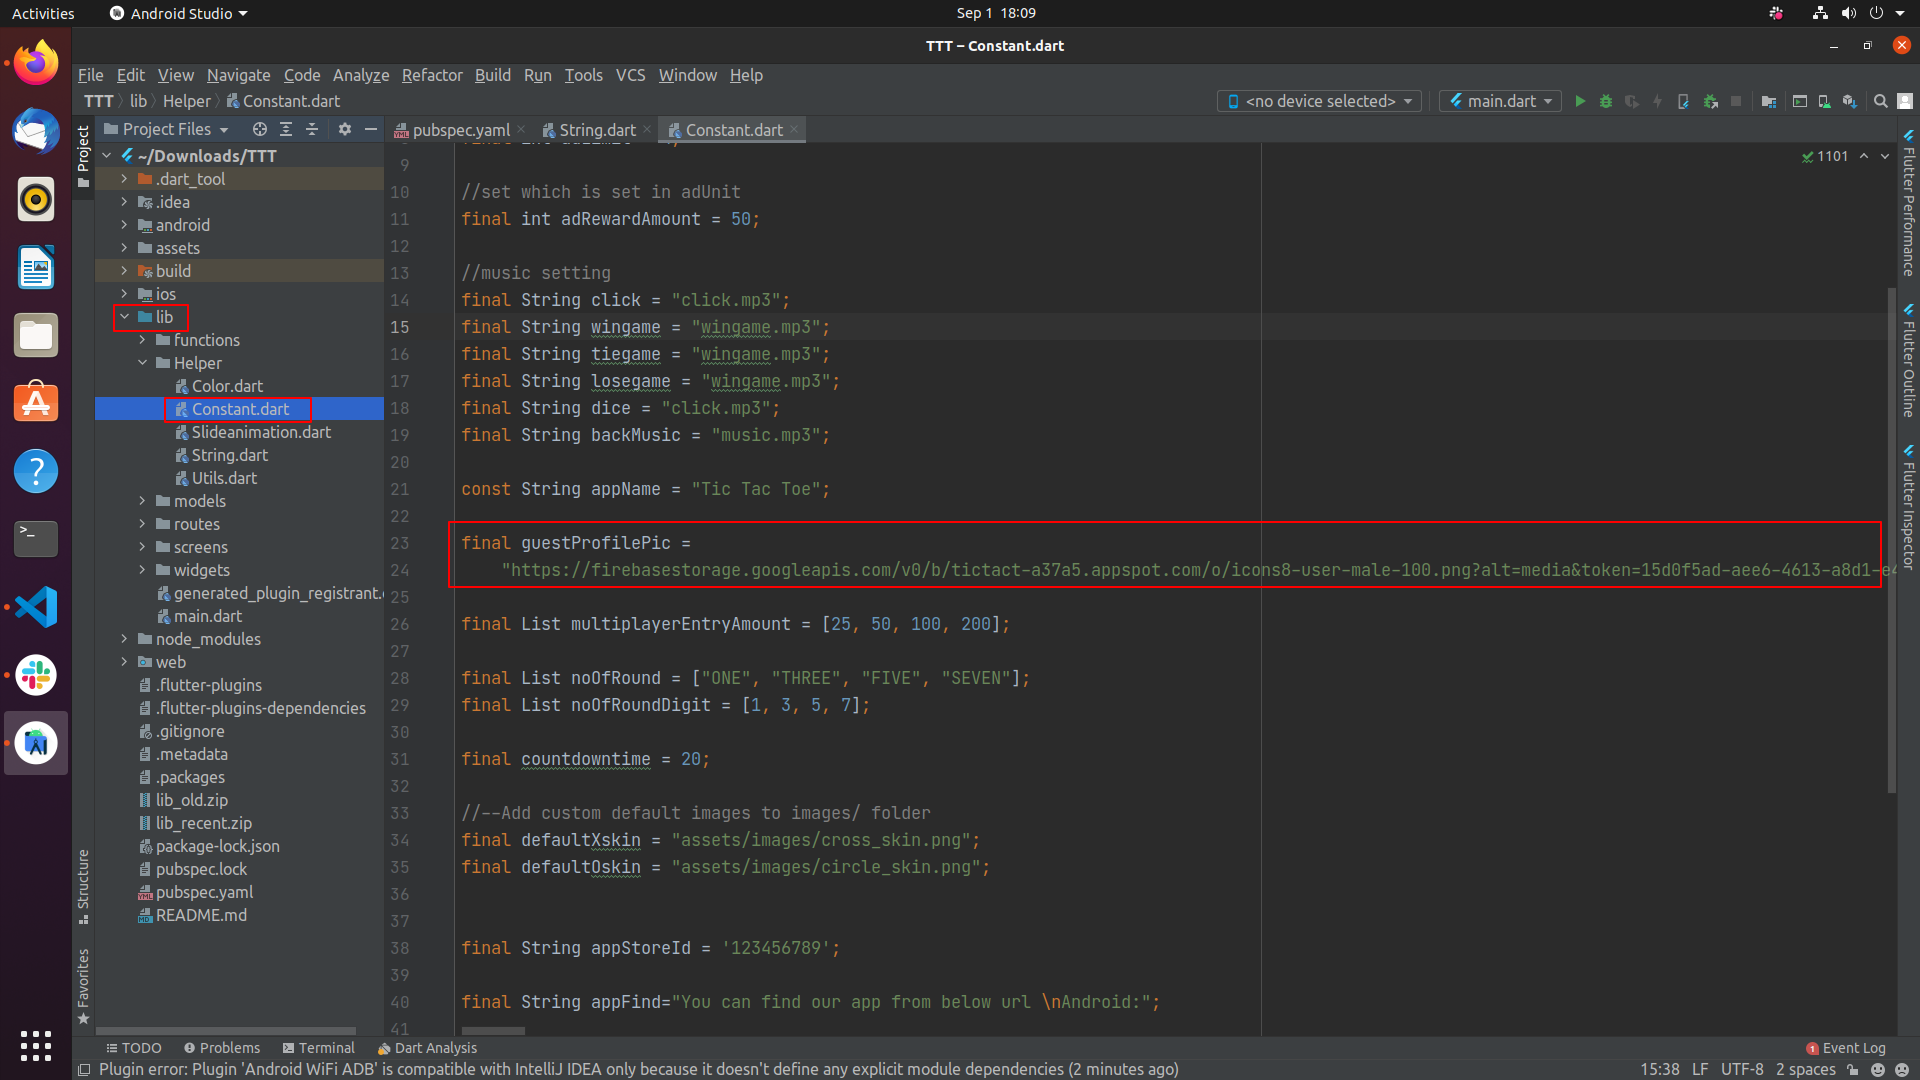 Activities
Android Studio
Sep 1 18:09
TTT – Constant.dart
File Edit View Navigate Code Analyze Refactor Build Run Tools VCS Window Help
TTT lib Helper Constant.dart
<no device selected> main.dart
Project Files
pubspec.yaml String.dart Constant.dart
Project
~/Downloads/TTT
.dart_tool
.idea
android
assets
build
ios
lib
functions
Helper
Color.dart
Constant.dart
Slideanimation.dart
String.dart
Utils.dart
models
routes
screens
widgets
generated_plugin_registrant.
main.dart
node_modules
web
.flutter-plugins
.flutter-plugins-dependencies
.gitignore
.metadata
.packages
lib_old.zip
lib_recent.zip
package-lock.json
pubspec.lock
pubspec.yaml
README.md
Structure
Favorites
1101
9
10 //set which is set in adUnit
11 final int adRewardAmount = 50;
12
13 //music setting
14 final String click = "click.mp3";
15 final String wingame = "wingame.mp3";
16 final String tiegame = "wingame.mp3";
17 final String losegame = "wingame.mp3";
18 final String dice = "click.mp3";
19 final String backMusic = "music.mp3";
20
21 const String appName = "Tic Tac Toe";
22
23 final guestProfilePic =
24 "https://firebasestorage.googleapis.com/v0/b/tictact-a37a5.appspot.com/o/icons8-user-male-100.png?alt=media&token=15d0f5ad-aee6-4613-a8d1-e4
25
26 final List multiplayerEntryAmount = [25, 50, 100, 200];
27
28 final List noOfRound = ["ONE", "THREE", "FIVE", "SEVEN"];
29 final List noOfRoundDigit = [1, 3, 5, 7];
30
31 final countdowntime = 20;
32
33 //--Add custom default images to images/ folder
34 final defaultXskin = "assets/images/cross_skin.png";
35 final defaultOskin = "assets/images/circle_skin.png";
36
37
38 final String appStoreId = '123456789';
39
40 final String appFind="You can find our app from below url \nAndroid:";
41
Flutter Performance
Flutter Outline
Flutter Inspector
TODO Problems Terminal Dart Analysis
1 Event Log
Plugin error: Plugin 'Android WiFi ADB' is compatible with IntelliJ IDEA only because it doesn't define any explicit module dependencies (2 minutes ago)
15:38 LF UTF-8 2 spaces